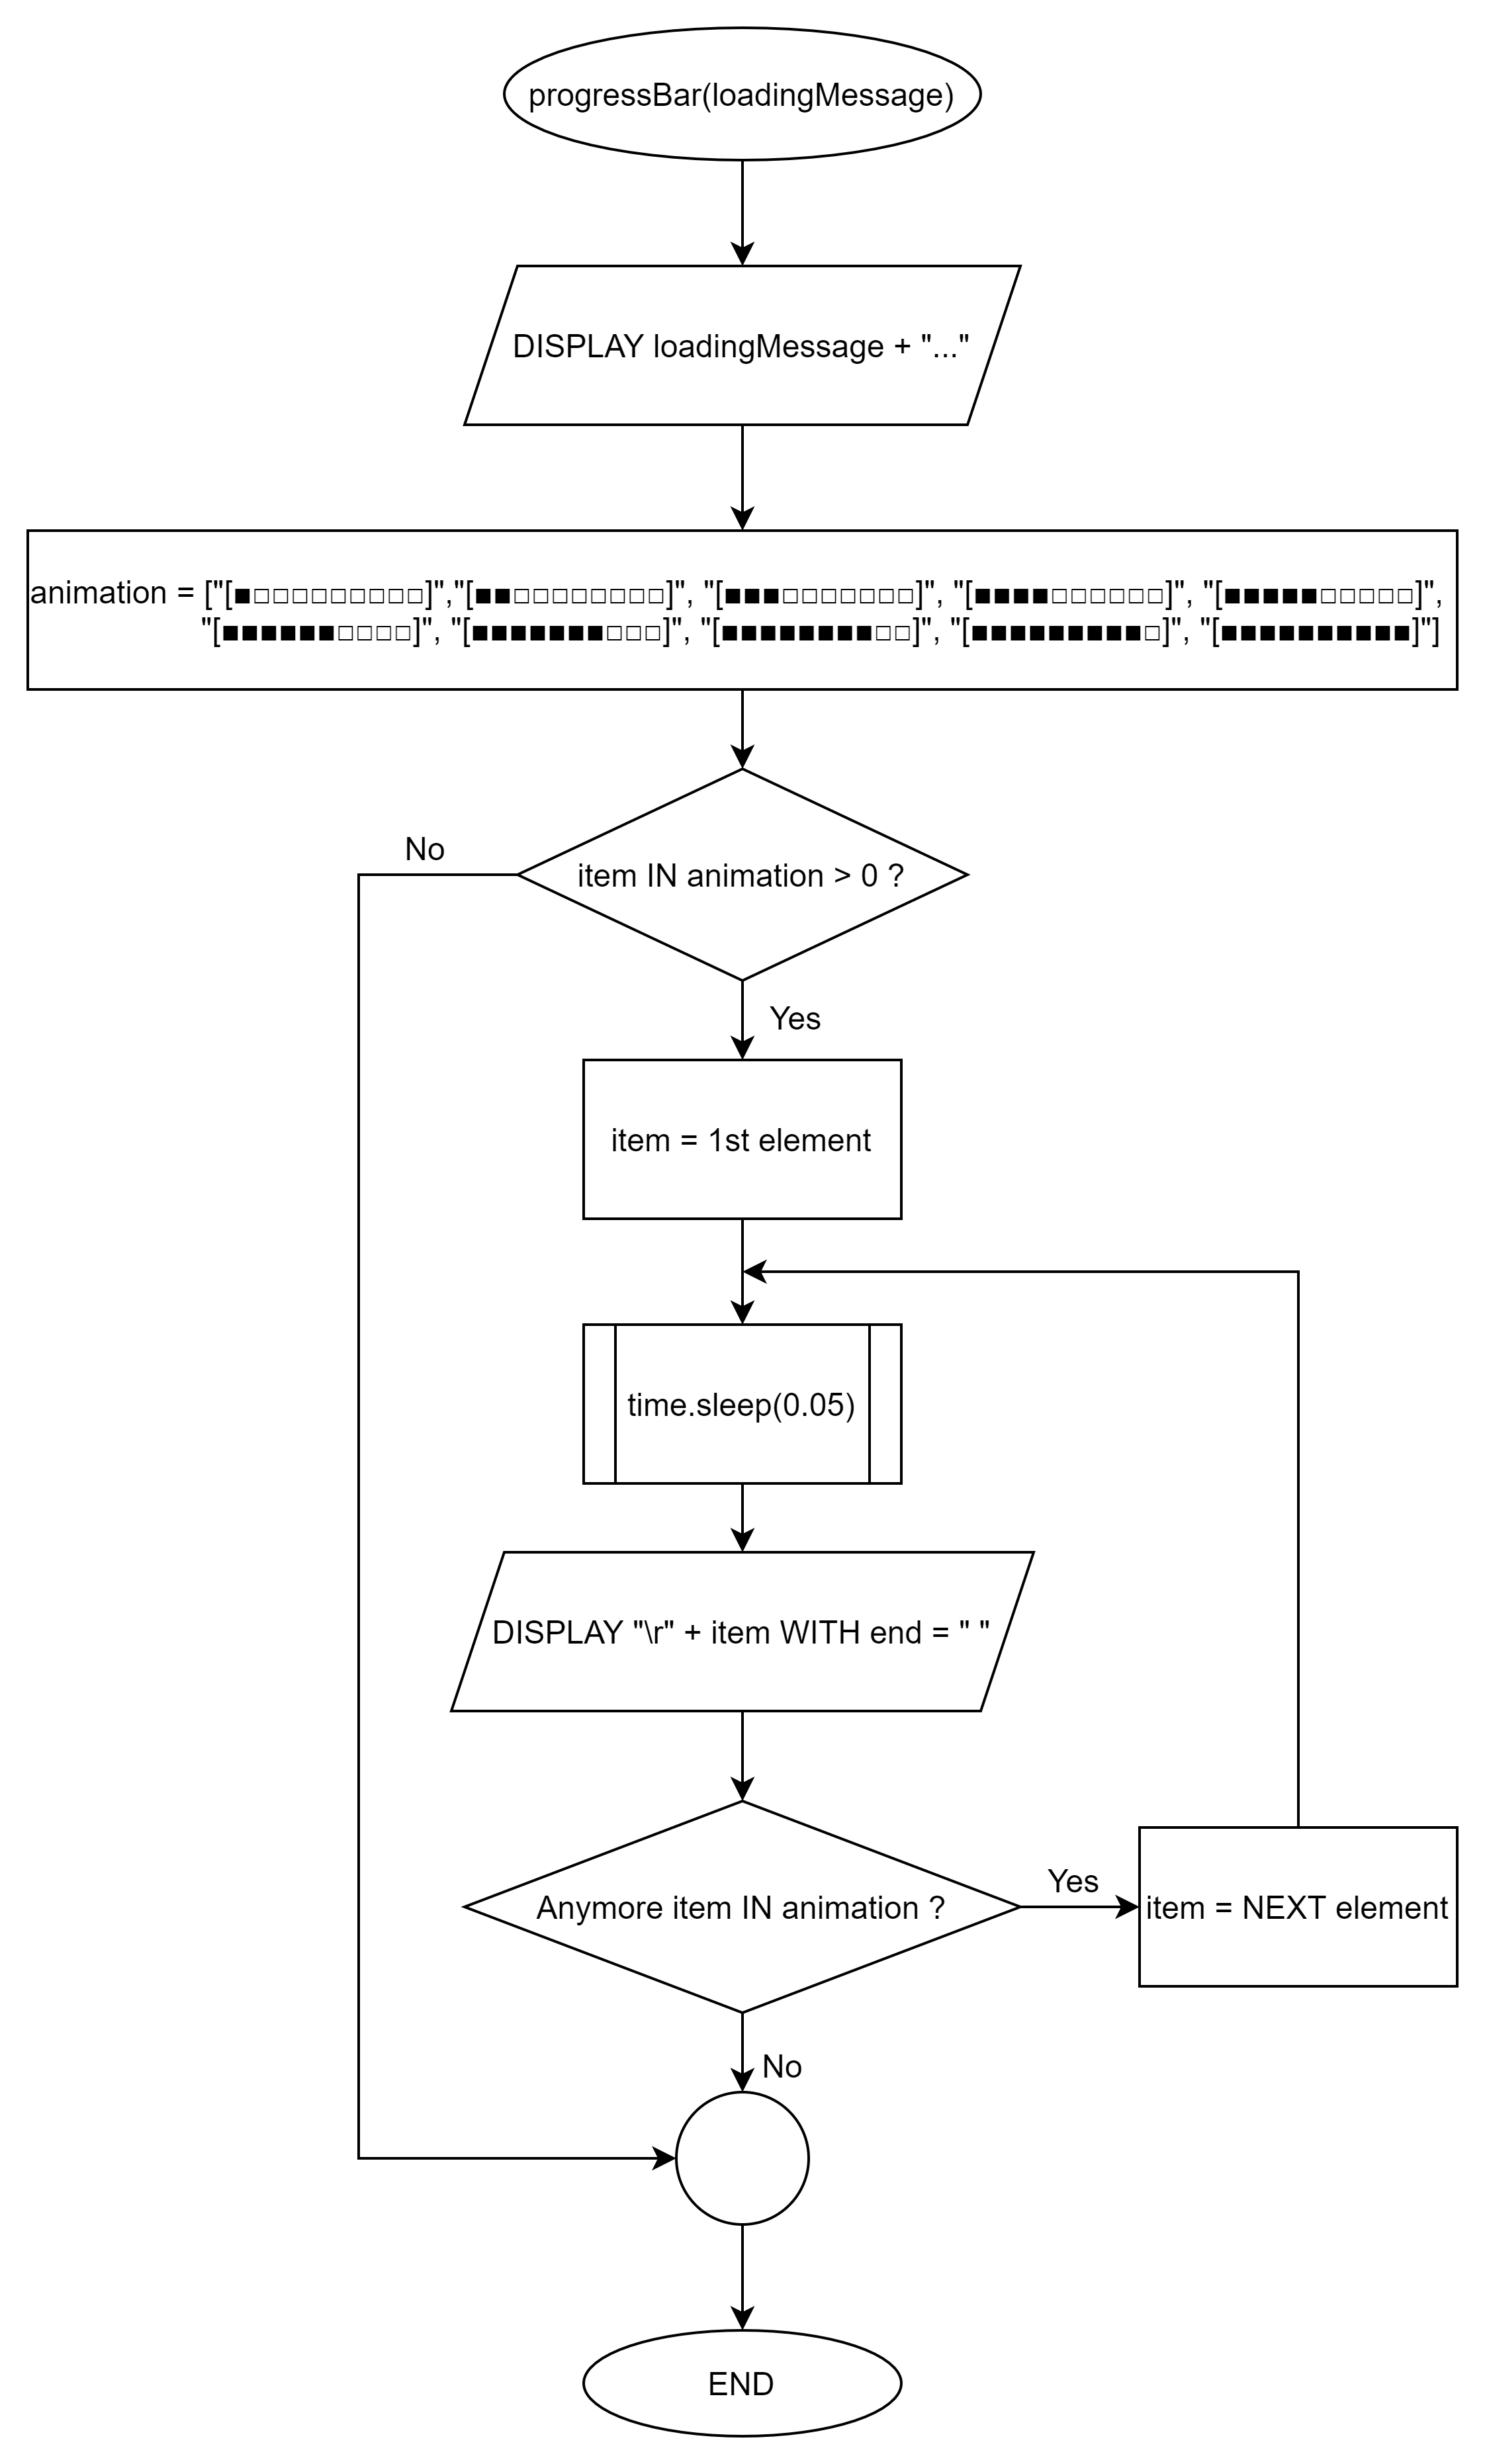 progressBar(loadingMessage)
DISPLAY loadingMessage + "..."
animation = ["[■□□□□□□□□□]","[■■□□□□□□□□]", "[■■■□□□□□□□]", "[■■■■□□□□□□]", "[■■■■■□□□□□]",
"[■■■■■■□□□□]", "[■■■■■■■□□□]", "[■■■■■■■■□□]", "[■■■■■■■■■□]", "[■■■■■■■■■■]"]
No
item IN animation > 0 ?
Yes
item = 1st element
time.sleep(0.05)
DISPLAY "\r" + item WITH end = " "
Anymore item IN animation ?
Yes
item = NEXT element
No
END